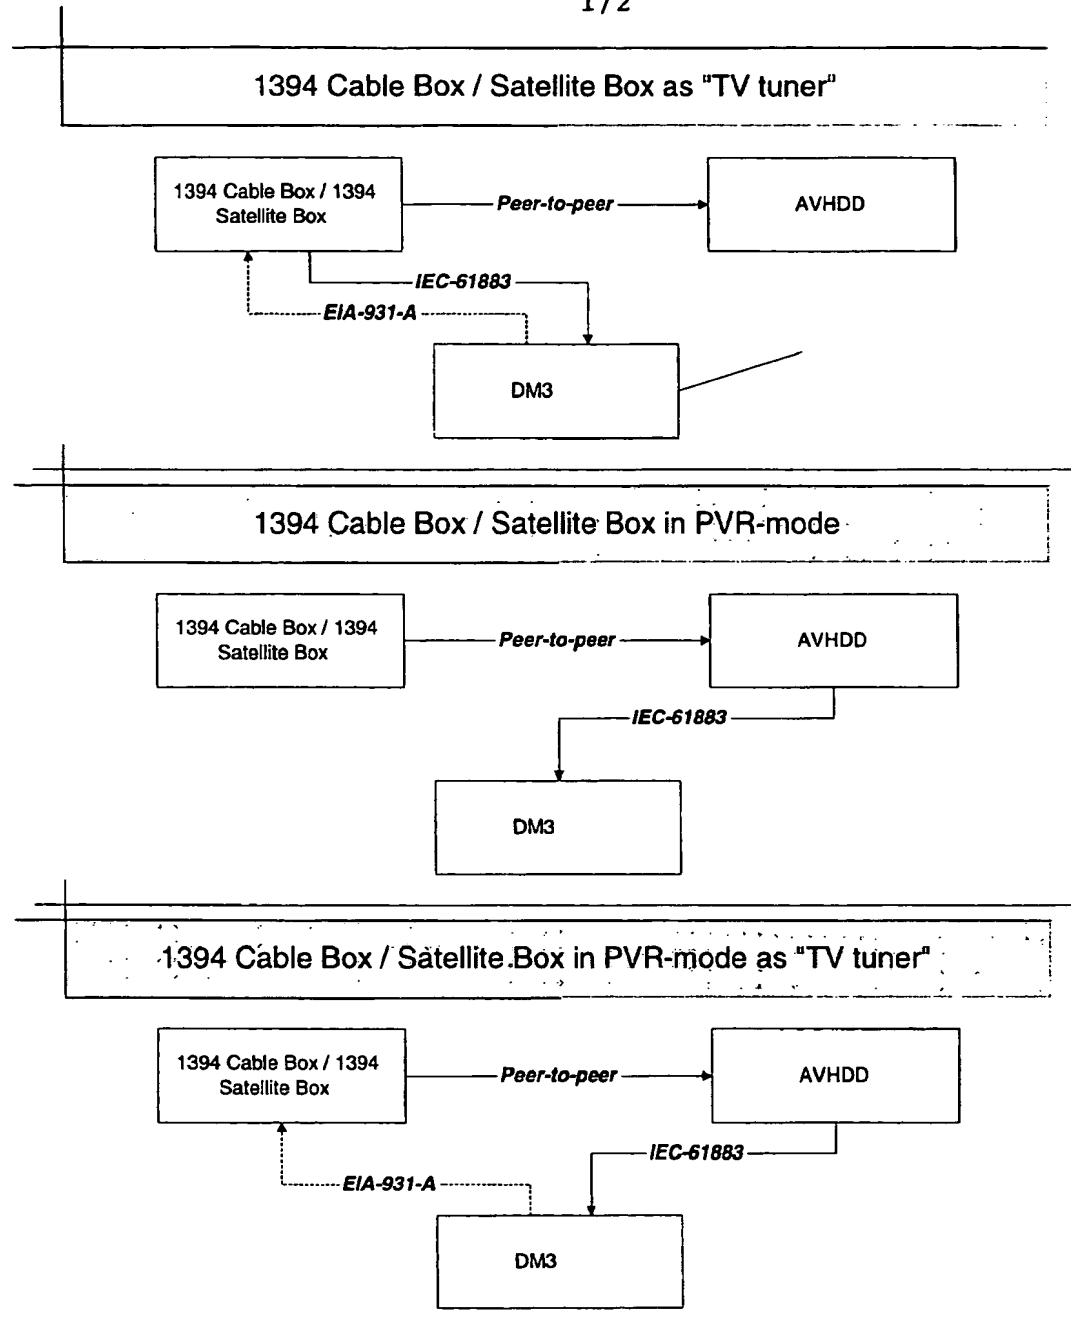 1/2
1394 Cable Box / Satellite Box as "TV tuner"
1394 Cable Box / 1394
Satellite Box
Peer-to-peer
AVHDD
IEC-61883
EIA-931-A
DM3
1394 Cable Box / Satellite Box in PVR-mode
1394 Cable Box / 1394
Satellite Box
Peer-to-peer
AVHDD
IEC-61883
DM3
1394 Cable Box / Satellite Box in PVR-mode as "TV tuner"
1394 Cable Box / 1394
Satellite Box
Peer-to-peer
AVHDD
IEC-61883
EIA-931-A
DM3